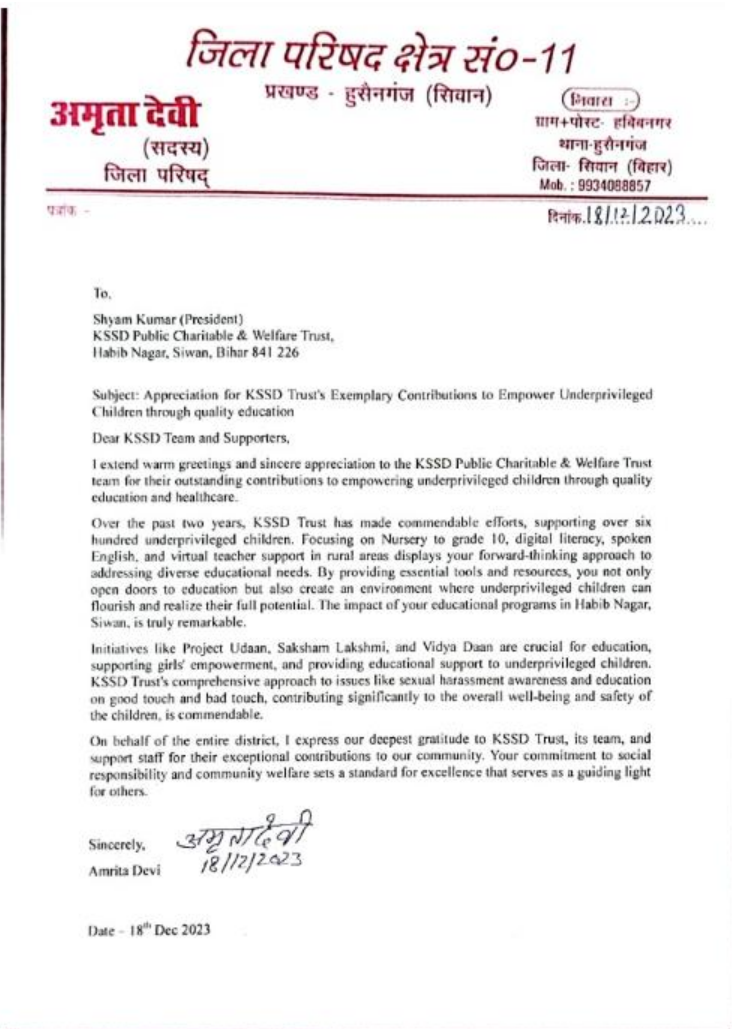 जिला परिषद क्षेत्र सं०-11
प्रखण्ड - हुसैनगंज (सिवान)
अमृता देवी
(सदस्य)
जिला परिषद्
निवास :-
ग्राम+पोस्ट- हबिबनगर
थाना-हुसैनगंज
जिला- सिवान (बिहार)
Mob. : 9934088857
पत्रांक -
दिनांक.18/12/2023....
To,
Shyam Kumar (President)
KSSD Public Charitable & Welfare Trust,
Habib Nagar, Siwan, Bihar 841 226
Subject: Appreciation for KSSD Trust's Exemplary Contributions to Empower Underprivileged
Children through quality education
Dear KSSD Team and Supporters,
I extend warm greetings and sincere appreciation to the KSSD Public Charitable & Welfare Trust
team for their outstanding contributions to empowering underprivileged children through quality
education and healthcare.
Over the past two years, KSSD Trust has made commendable efforts, supporting over six
hundred underprivileged children. Focusing on Nursery to grade 10, digital literacy, spoken
English, and virtual teacher support in rural areas displays your forward-thinking approach to
addressing diverse educational needs. By providing essential tools and resources, you not only
open doors to education but also create an environment where underprivileged children can
flourish and realize their full potential. The impact of your educational programs in Habib Nagar,
Siwan, is truly remarkable.
Initiatives like Project Udaan, Saksham Lakshmi, and Vidya Daan are crucial for education,
supporting girls' empowerment, and providing educational support to underprivileged children.
KSSD Trust's comprehensive approach to issues like sexual harassment awareness and education
on good touch and bad touch, contributing significantly to the overall well-being and safety of
the children, is commendable.
On behalf of the entire district, I express our deepest gratitude to KSSD Trust, its team, and
support staff for their exceptional contributions to our community. Your commitment to social
responsibility and community welfare sets a standard for excellence that serves as a guiding light
for others.
Sincerely,
अमृता देवी
18/12/2023
Amrita Devi
Date – 18th Dec 2023